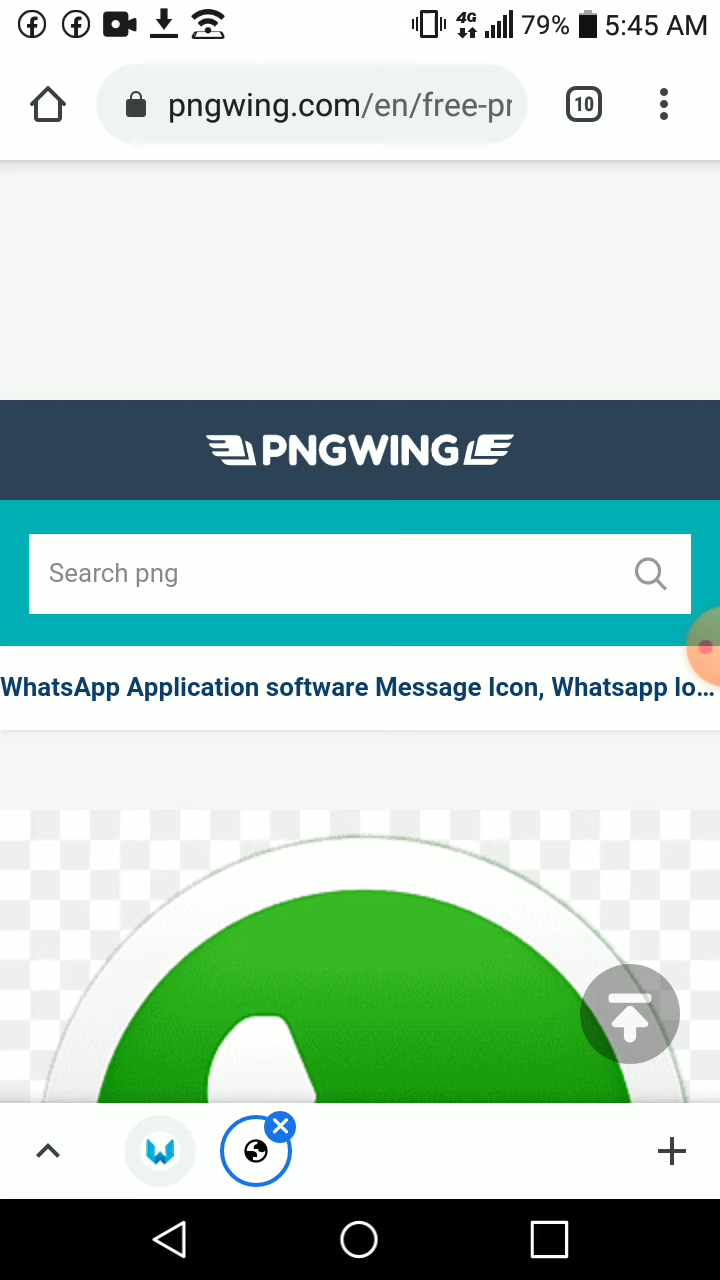 4G 79% 5:45 AM
pngwing.com/en/free-pr
10
PNGWING
Search png
WhatsApp Application software Message Icon, Whatsapp lo...